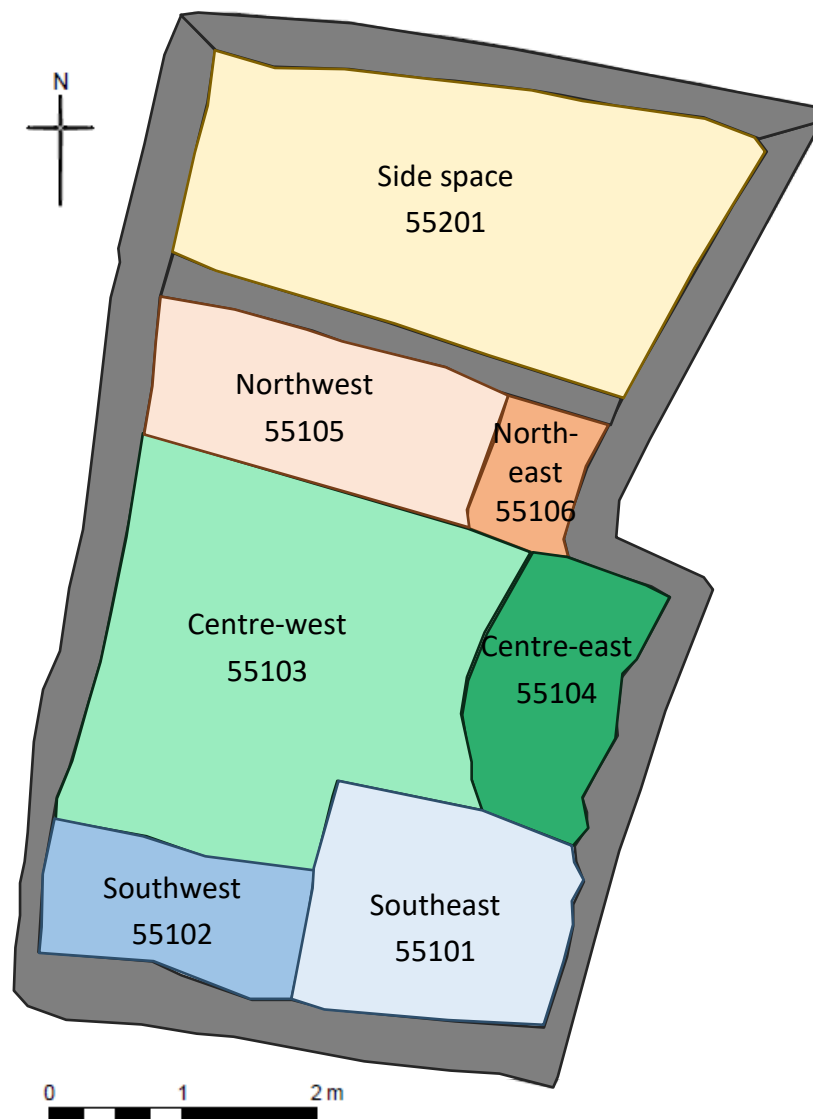 N
Side space
55201
Northwest
55105
North-
east
55106
Centre-west
55103
Centre-east
55104
Southwest
55102
Southeast
55101
0 1 2 m